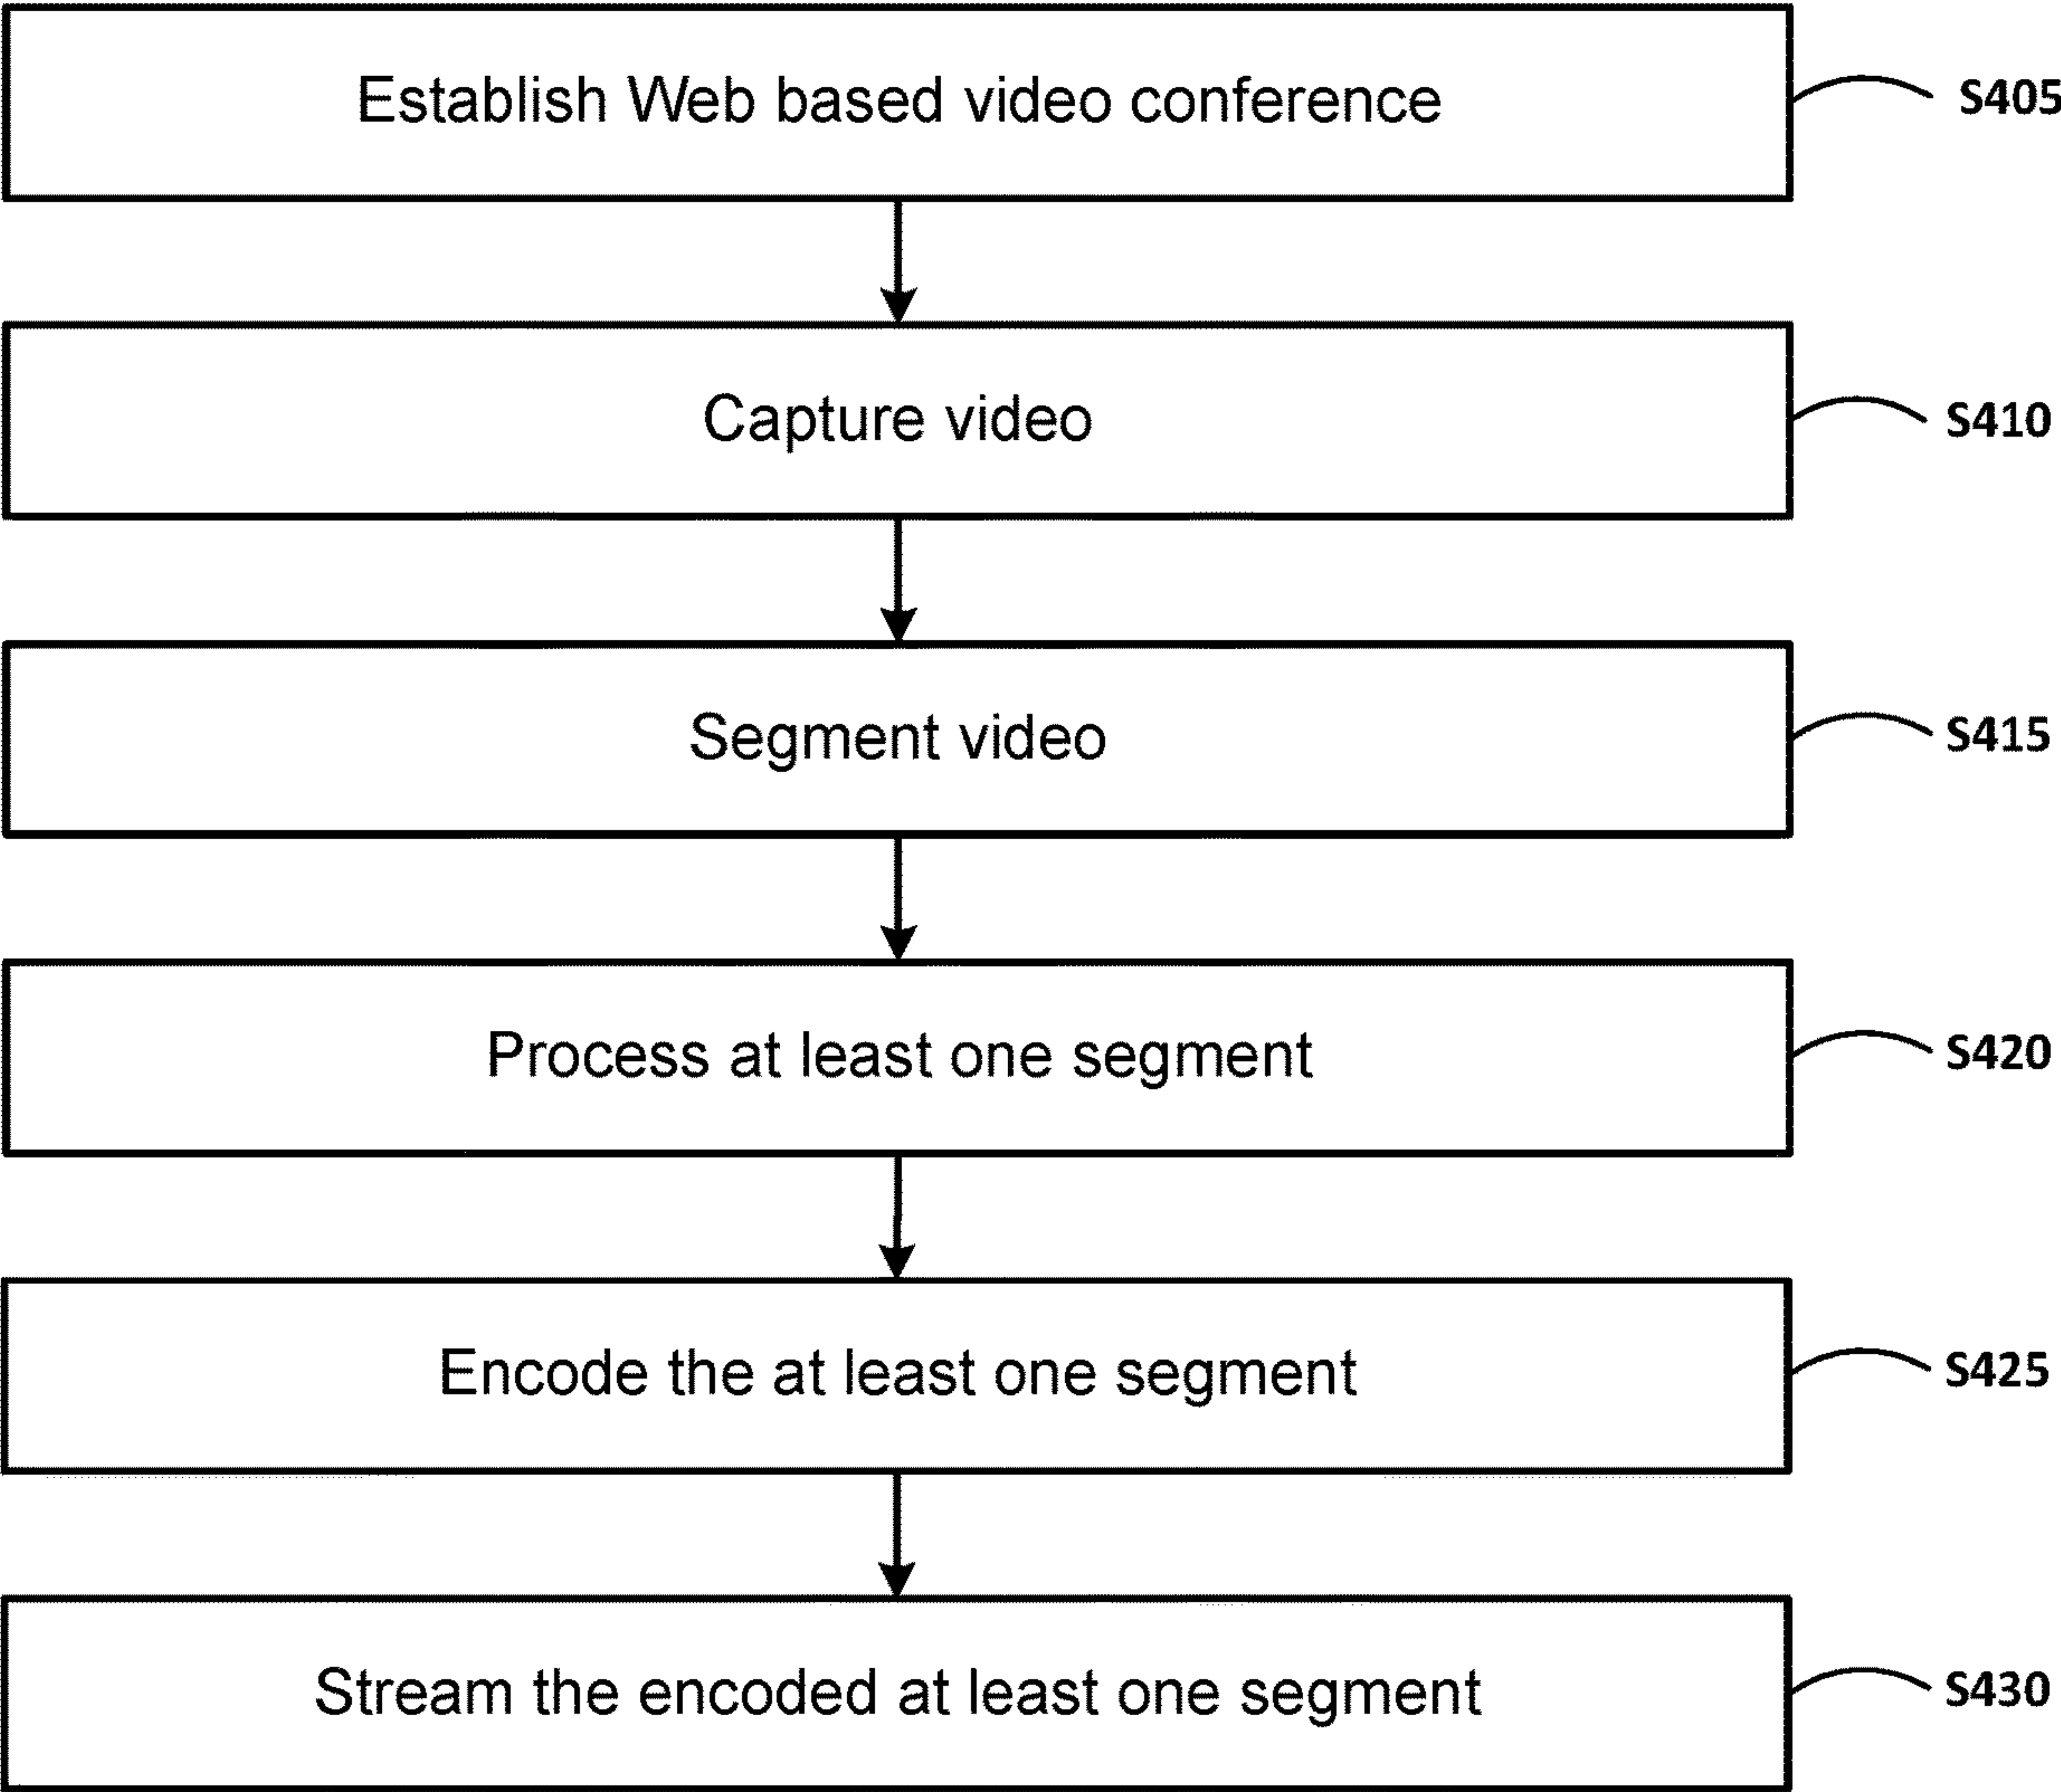 Establish Web based video conference S405
Capture video S410
Segment video S415
Process at least one segment S420
Encode the at least one segment S425
Stream the encoded at least one segment S430